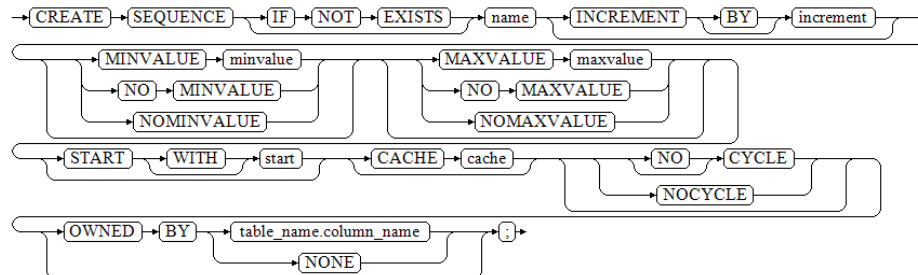 CREATE SEQUENCE IF NOT EXISTS name INCREMENT BY increment
MINVALUE minvalue MAXVALUE maxvalue
NO MINVALUE NO MAXVALUE
NOMINVALUE NOMAXVALUE
START WITH start CACHE cache NO CYCLE
NOCYCLE
OWNED BY table_name.column_name ;
NONE